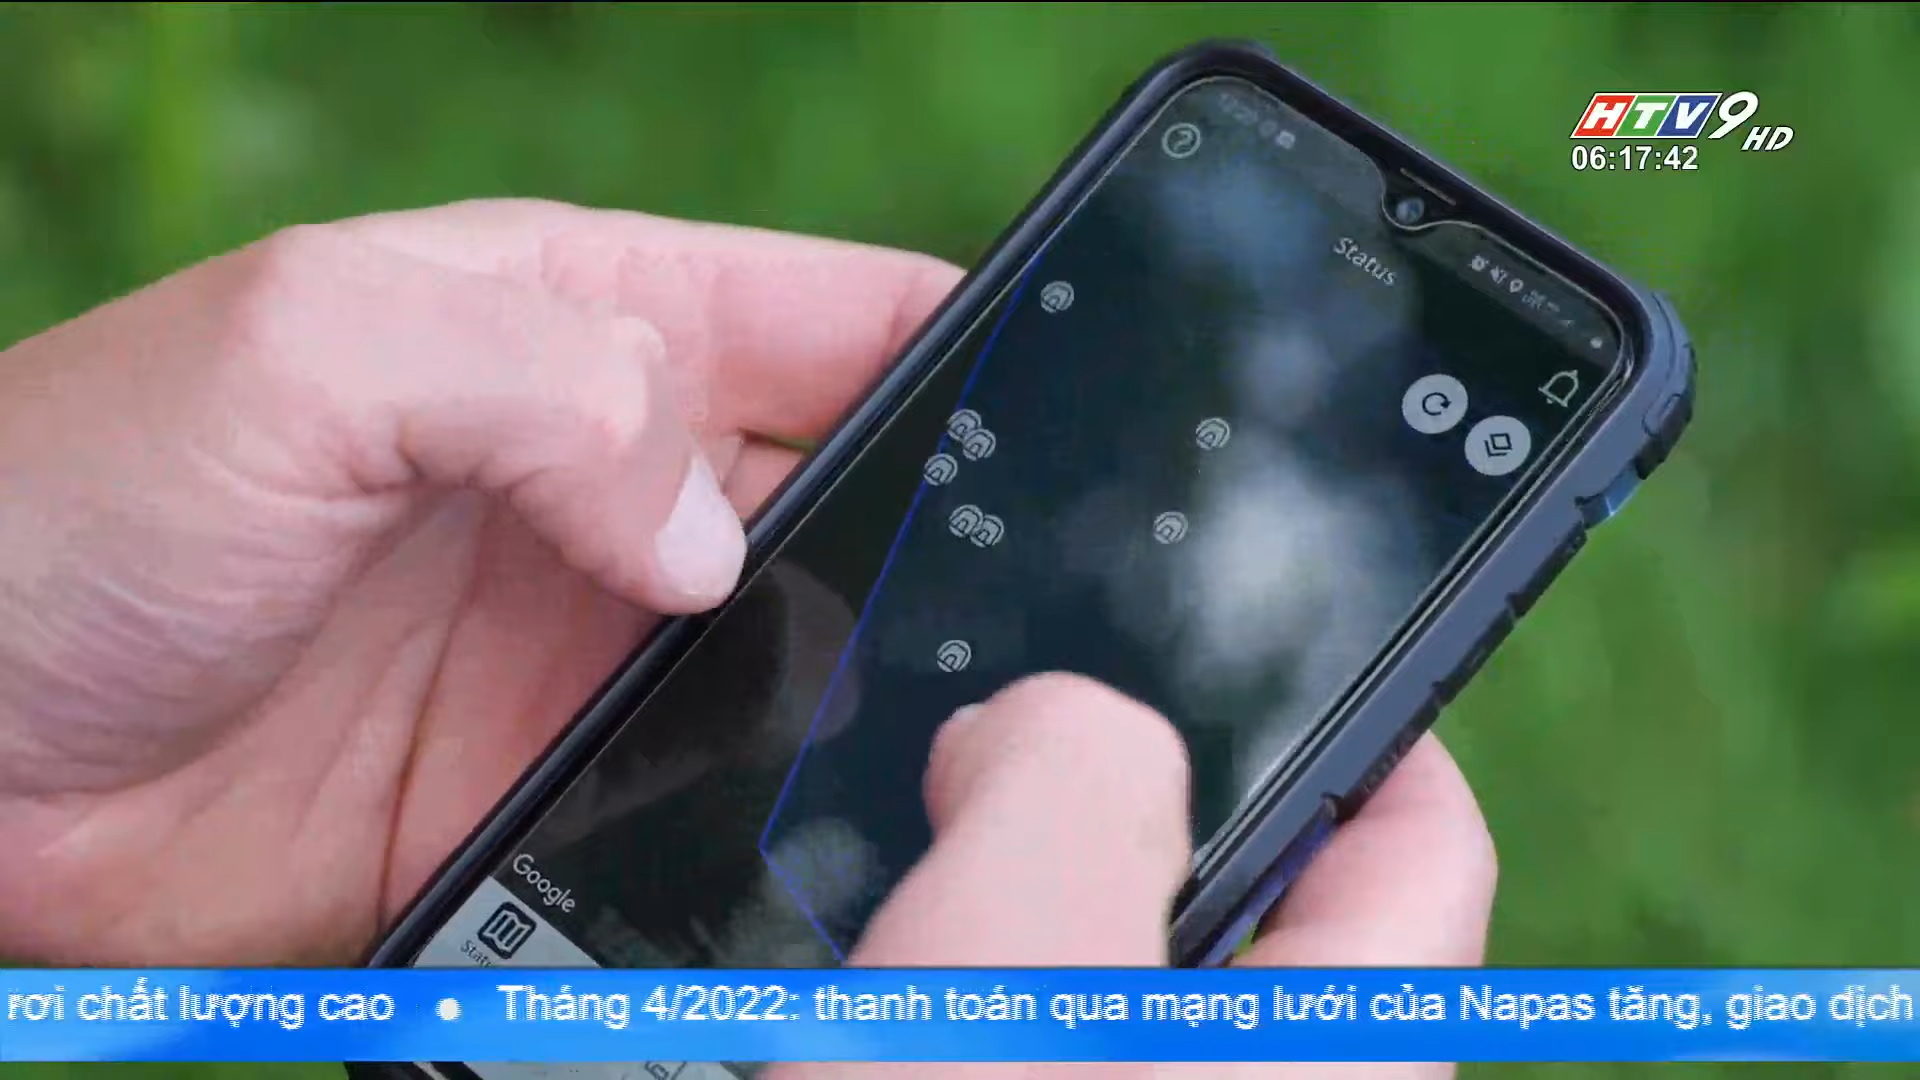 HTV9 HD
06:17:42
Status
Google
rơi chất lượng cao • Tháng 4/2022: thanh toán qua mạng lưới của Napas tăng, giao dịch